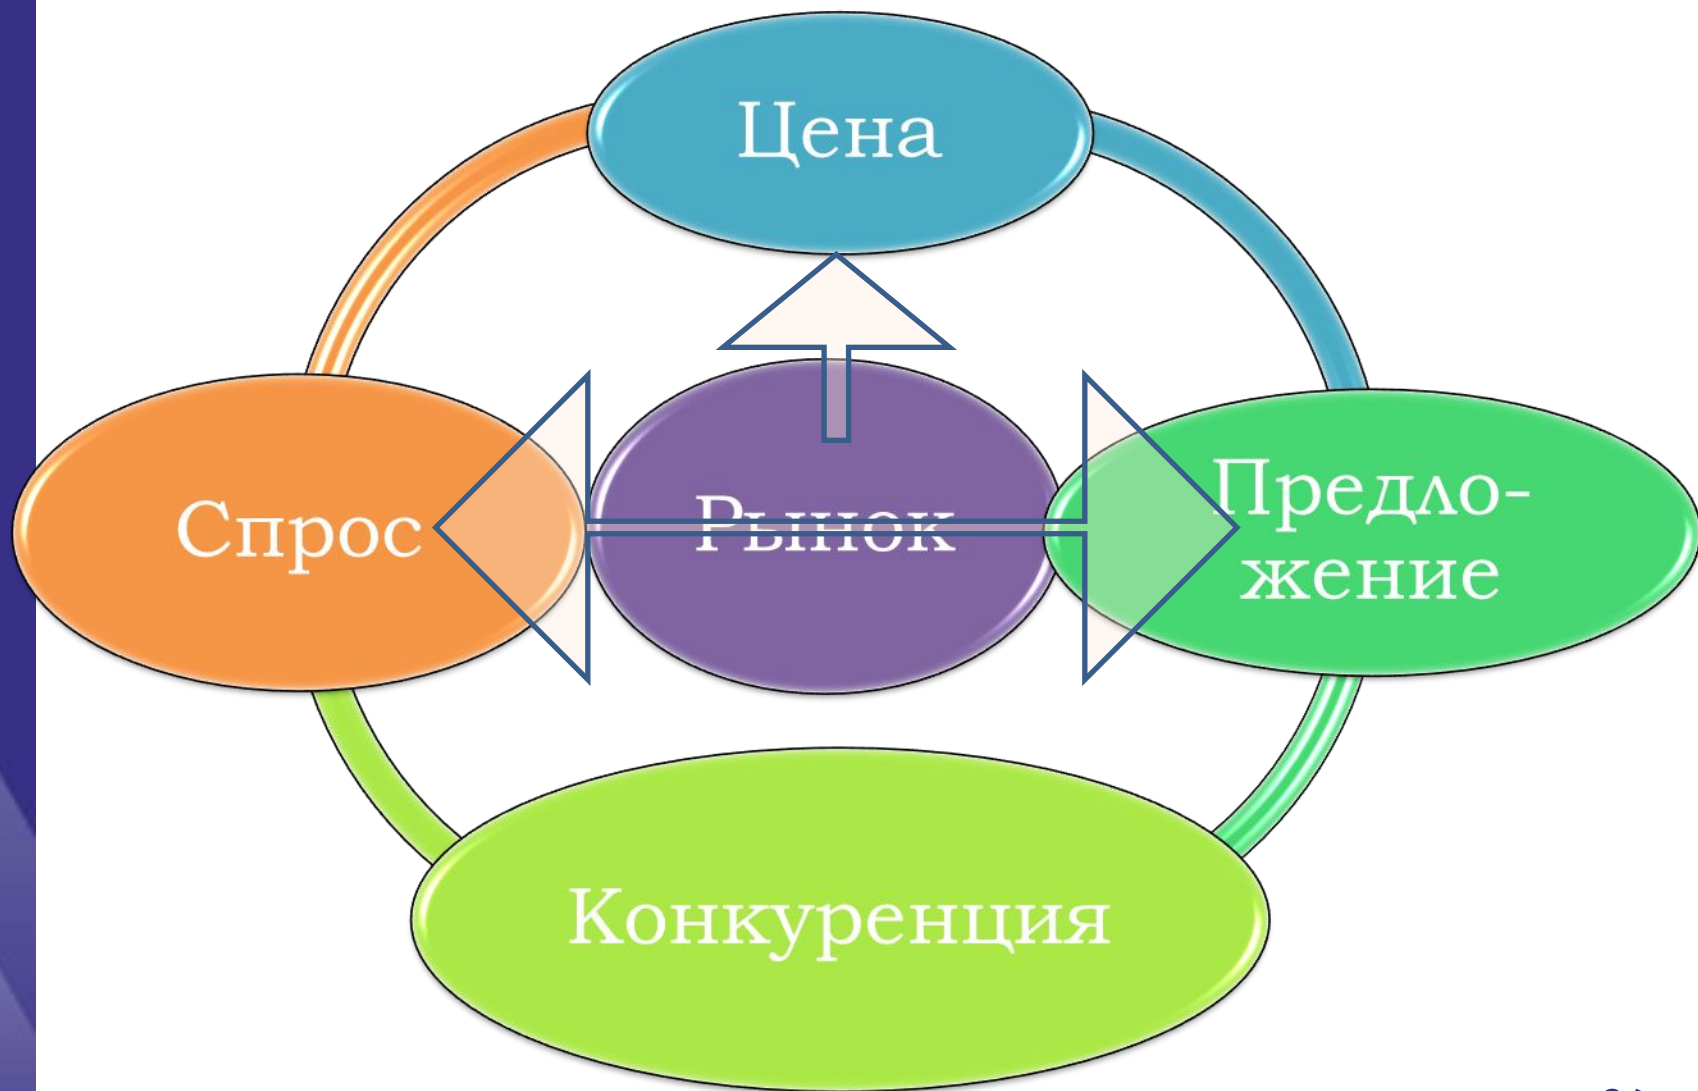 Цена
Спрос
Рынок
Предло-
жение
Конкуренция